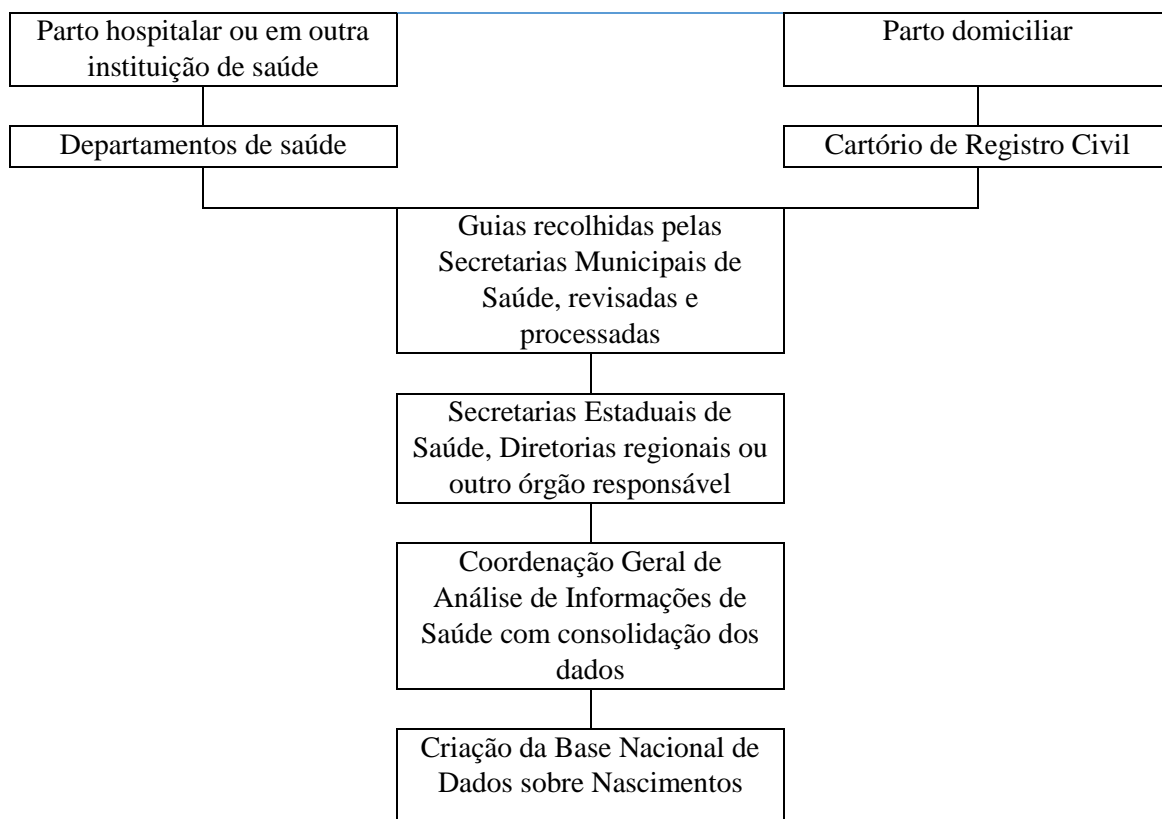 Parto hospitalar ou em outra
instituição de saúde
Parto domiciliar
Departamentos de saúde
Cartório de Registro Civil
Guias recolhidas pelas
Secretarias Municipais de
Saúde, revisadas e
processadas
Secretarias Estaduais de
Saúde, Diretorias regionais ou
outro órgão responsável
Coordenação Geral de
Análise de Informações de
Saúde com consolidação dos
dados
Criação da Base Nacional de
Dados sobre Nascimentos